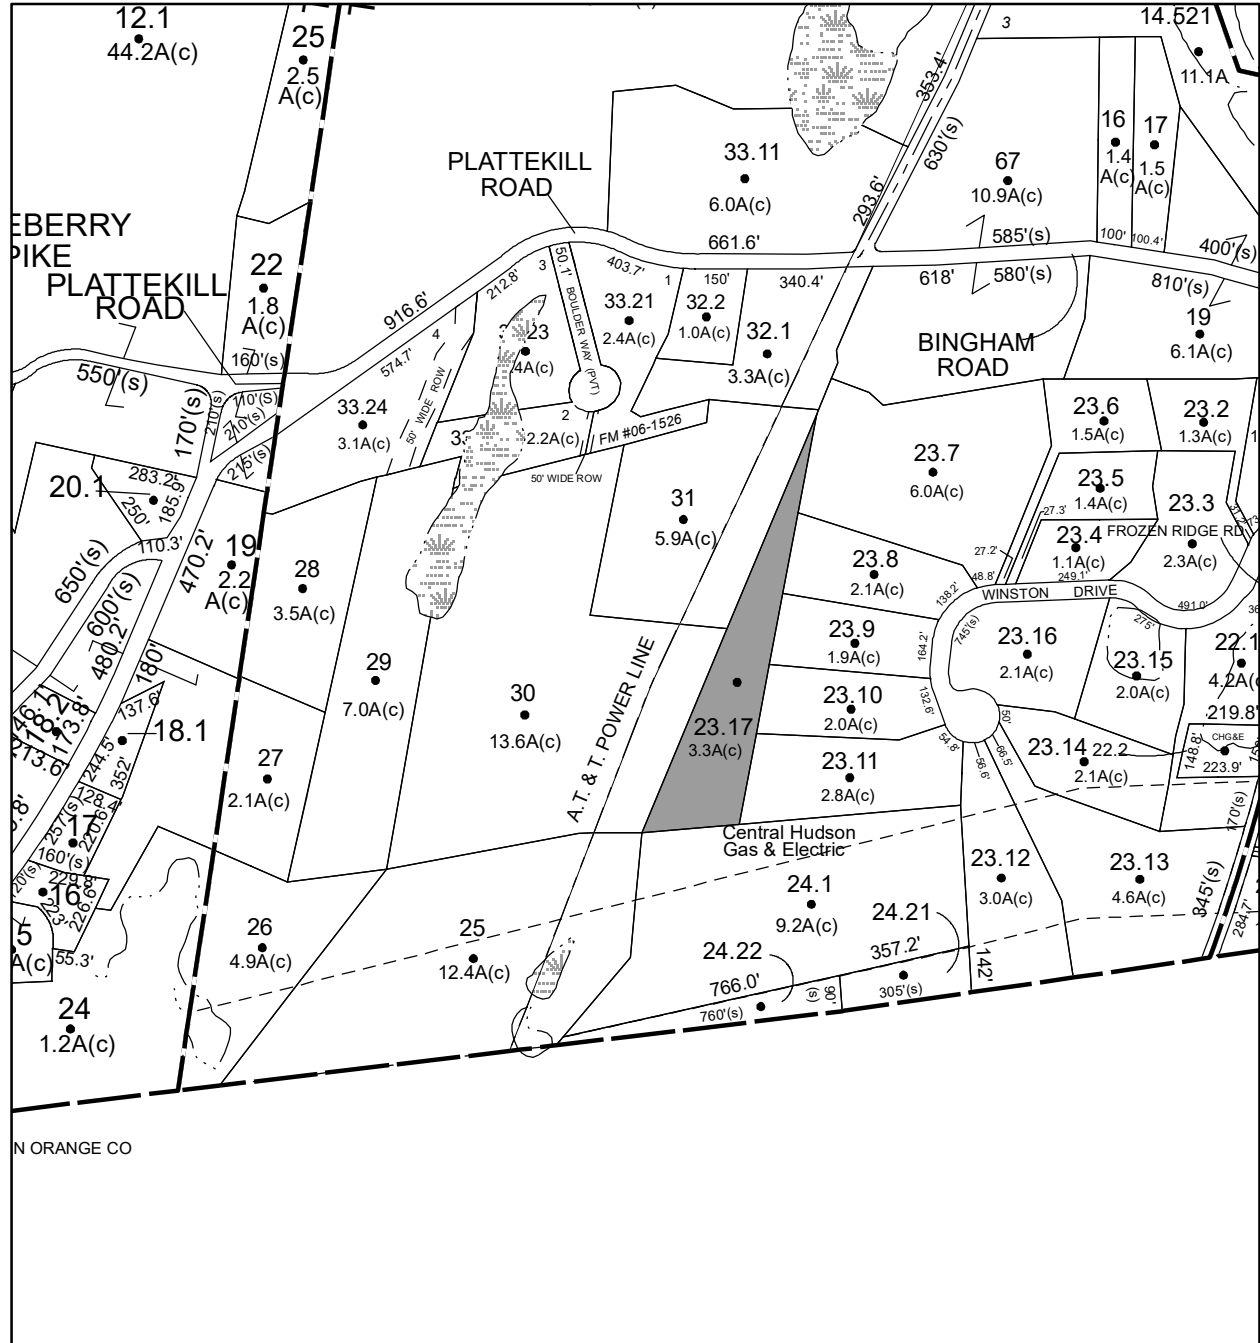 12.1
44.2A(c)
25
2.5
A(c)
3
14.521
11.1A
353.4'
630'(s)
293.6'
16
1.4
A(c)
17
1.5
A(c)
33.11
6.0A(c)
661.6'
67
10.9A(c)
585'(s)
100'
100.4'
400'(s)
PLATTEKILL
ROAD
EBERRY
PIKE
PLATTEKILL
ROAD
22
1.8
A(c)
160'(s)
916.6'
212.8'
3
50.1'
BOULDER WAY (PVT)
403.7'
1
150'
340.4'
618'
580'(s)
810'(s)
33.21
2.4A(c)
32.2
1.0A(c)
32.1
3.3A(c)
BINGHAM
ROAD
19
6.1A(c)
4
23
4A(c)
574.7'
50' WIDE ROW
550'(s)
170'(s)
210'(s)
110'(S)
210'(s)
215'(s)
33.24
3.1A(c)
2
2.2A(c)
FM #06-1526
50' WIDE ROW
23.6
1.5A(c)
23.2
1.3A(c)
23.7
6.0A(c)
23.5
1.4A(c)
23.3
2.3A(c)
20.1
283.2'
250'
185.9'
110.3'
31
5.9A(c)
27.3'
23.4
1.1A(c)
FROZEN RIDGE RD
31.2'
27.2'
48.8'
249.1'
WINSTON DRIVE
491.0'
19
2.2
A(c)
470.2'
650'(s)
600'(s)
480.2'
180'
28
3.5A(c)
23.8
2.1A(c)
138.2'
745'(s)
164.2'
23.9
1.9A(c)
23.16
2.1A(c)
275'
23.15
2.0A(c)
22.1
4.2A(c)
219.8'
29
7.0A(c)
30
13.6A(c)
A.T. & T. POWER LINE
23.17
3.3A(c)
23.10
2.0A(c)
132.6'
54.8'
50'
66.5'
56.6'
23.14
2.1A(c)
22.2
148.8'
CHG&E
223.9'
18.2
173.8'
213.6'
137.6'
18.1
244.5'
352'
128.4'
27
2.1A(c)
23.11
2.8A(c)
Central Hudson
Gas & Electric
170'(s)
257'(s)
220.6'
17
160'(s)
16
226.6'
55.3'
5
A(c)
23.12
3.0A(c)
23.13
4.6A(c)
345'(s)
284.7'
24.1
9.2A(c)
24.21
26
4.9A(c)
25
12.4A(c)
24.22
766.0'
357.2'
142'
760'(s)
90'
(s)
305'(s)
24
1.2A(c)
N ORANGE CO